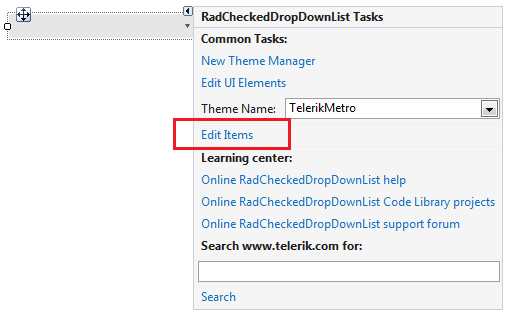 RadCheckedDropDownList Tasks
Common Tasks:
New Theme Manager
Edit UI Elements
Theme Name: TelerikMetro
Edit Items
Learning center:
Online RadCheckedDropDownList help
Online RadCheckedDropDownList Code Library projects
Online RadCheckedDropDownList support forum
Search www.telerik.com for:
Search